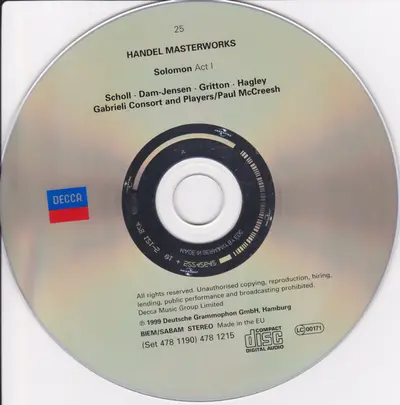 25
HANDEL MASTERWORKS
Solomon Act I
Scholl · Dam-Jensen · Gritton · Hagley
Gabrieli Consort and Players/Paul McCreesh
DECCA
All rights reserved. Unauthorised copying, reproduction, hiring,
lending, public performance and broadcasting prohibited.
Decca Music Group Limited
℗ 1999 Deutsche Grammophon GmbH, Hamburg
BIEM/SABAM STEREO Made in the EU
(Set 478 1190) 478 1215
COMPACT
disc
DIGITAL AUDIO
LC 00171